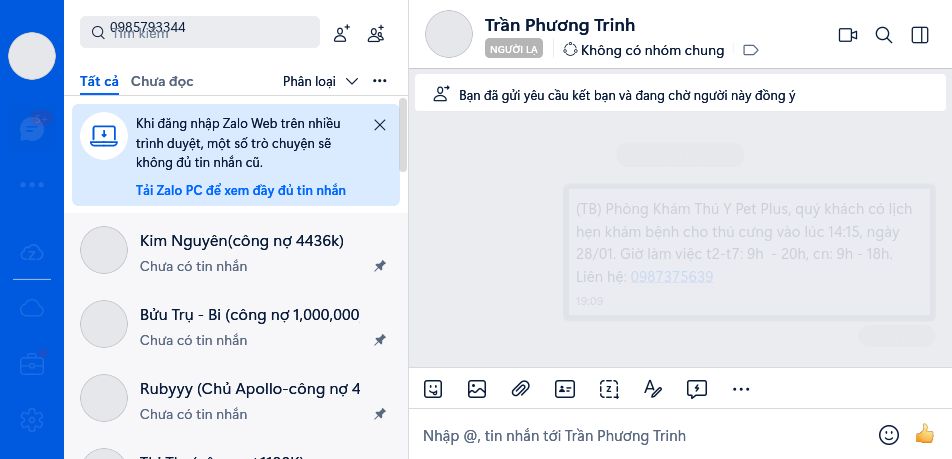 0985793344
Tìm kiếm
Tất cả
Chưa đọc
Phân loại
Khi đăng nhập Zalo Web trên nhiều
trình duyệt, một số trò chuyện sẽ
không đủ tin nhắn cũ.
Tải Zalo PC để xem đầy đủ tin nhắn
Kim Nguyên(công nợ 4436k)
Chưa có tin nhắn
Bửu Trụ - Bi (công nợ 1,000,000
Chưa có tin nhắn
Rubyyy (Chủ Apollo-công nợ 4
Chưa có tin nhắn
Trần Phương Trinh
NGƯỜI LẠ
Không có nhóm chung
Bạn đã gửi yêu cầu kết bạn và đang chờ người này đồng ý
(TB) Phòng Khám Thú Y Pet Plus, quý khách có lịch
hẹn khám bệnh cho thú cưng vào lúc 14:15, ngày
28/01. Giờ làm việc t2-t7: 9h - 20h, cn: 9h - 18h.
Liên hệ: 0987375639
19:09
Nhập @, tin nhắn tới Trần Phương Trinh